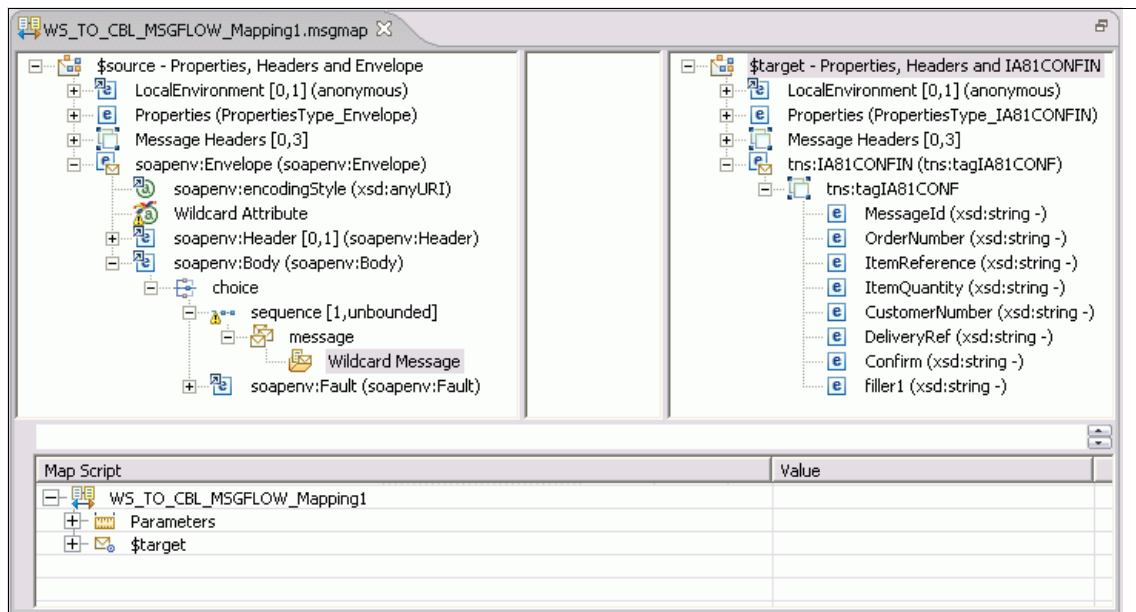 WS_TO_CBL_MSGFLOW_Mapping1.msgmap
$source - Properties, Headers and Envelope
LocalEnvironment [0,1] (anonymous)
Properties (PropertiesType_Envelope)
Message Headers [0,3]
soapenv:Envelope (soapenv:Envelope)
soapenv:encodingStyle (xsd:anyURI)
Wildcard Attribute
soapenv:Header [0,1] (soapenv:Header)
soapenv:Body (soapenv:Body)
choice
sequence [1,unbounded]
message
Wildcard Message
soapenv:Fault (soapenv:Fault)
$target - Properties, Headers and IA81CONFIN
LocalEnvironment [0,1] (anonymous)
Properties (PropertiesType_IA81CONFIN)
Message Headers [0,3]
tns:IA81CONFIN (tns:tagIA81CONF)
tns:tagIA81CONF
MessageId (xsd:string -)
OrderNumber (xsd:string -)
ItemReference (xsd:string -)
ItemQuantity (xsd:string -)
CustomerNumber (xsd:string -)
DeliveryRef (xsd:string -)
Confirm (xsd:string -)
filler1 (xsd:string -)
Map Script Value
WS_TO_CBL_MSGFLOW_Mapping1
Parameters
$target